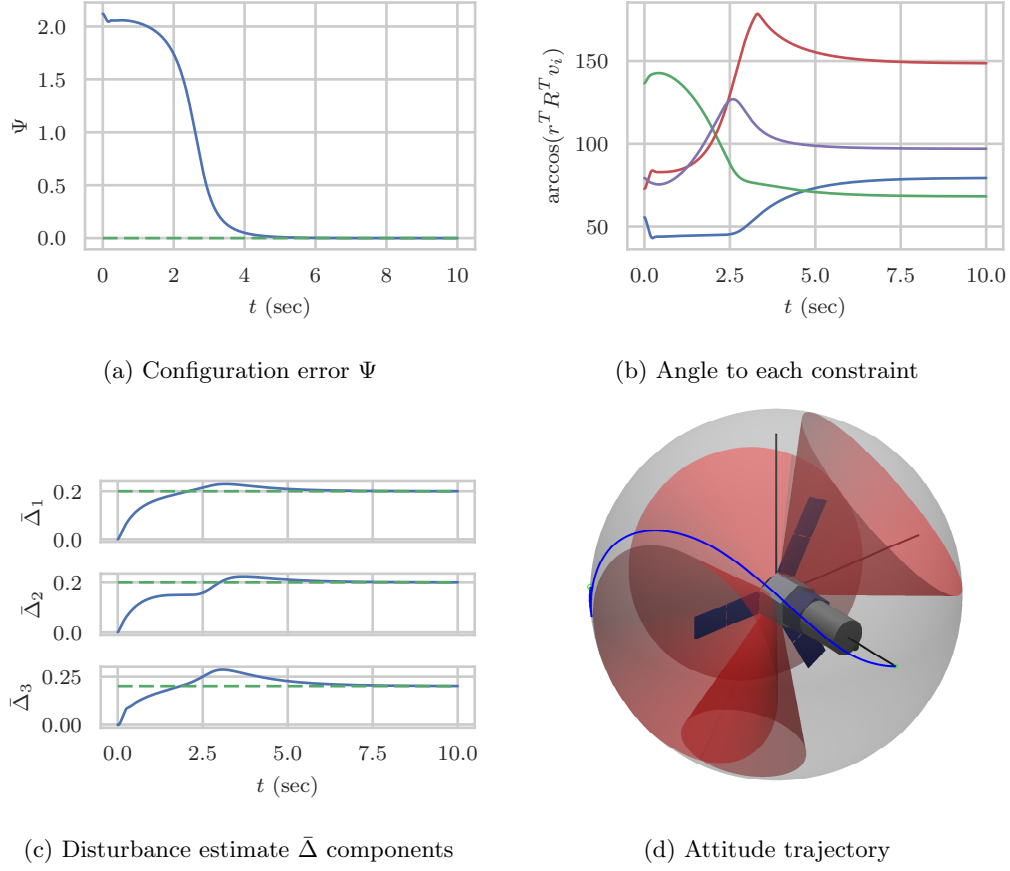 2.0
1.5
1.0
0.5
0.0
Ψ
0 2 4 6 8 10
t (sec)
(a) Configuration error Ψ
150
100
50
arccos(r^T R^T v_i)
0.0 2.5 5.0 7.5 10.0
t (sec)
(b) Angle to each constraint
0.2
0.0
Δ̄₁
0.2
0.0
Δ̄₂
0.25
0.00
Δ̄₃
0.0 2.5 5.0 7.5 10.0
t (sec)
(c) Disturbance estimate Δ̄ components
(d) Attitude trajectory